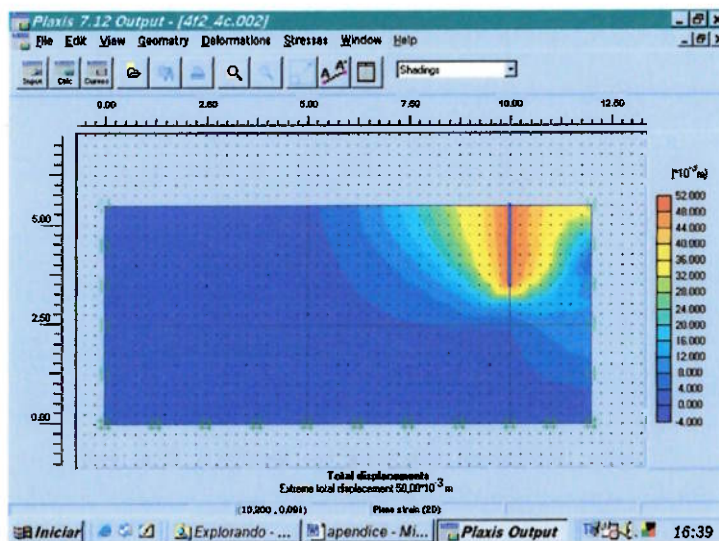 Plaxis 7.12 Output - [4f2_4c.002]
File Edit View Geometry Deformations Stresses Window Help
Input Calc Curves Shadings
0.00 2.50 5.00 7.50 10.00 12.50
[*10⁻³ m]
52.000
48.000
44.000
40.000
36.000
32.000
28.000
24.000
20.000
16.000
12.000
8.000
4.000
0.000
-4.000
5.00
2.50
0.00
Total displacements
Extreme total displacement 50,00*10⁻³ m
(10,200 , 0,091) Plane strain (2D)
Iniciar Explorando - ... apendice - Mi... Plaxis Output 16:39